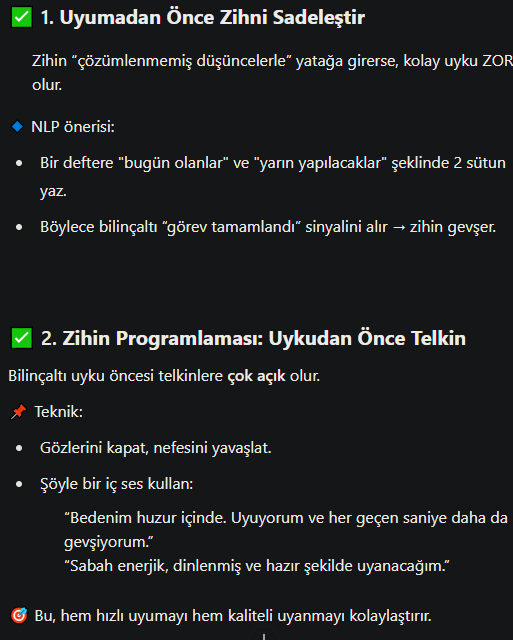 ✅ 1. Uyumadan Önce Zihni Sadeleştir
Zihin “çözümlenmemiş düşüncelerle” yatağa girerse, kolay uyku ZOR
olur.
🔹 NLP önerisi:
• Bir deftere "bugün olanlar" ve "yarın yapılacaklar" şeklinde 2 sütun
yaz.
• Böylece bilinçaltı “görev tamamlandı” sinyalini alır → zihin gevşer.
✅ 2. Zihin Programlaması: Uykudan Önce Telkin
Bilinçaltı uyku öncesi telkinlere çok açık olur.
📌 Teknik:
• Gözlerini kapat, nefesini yavaşlat.
• Şöyle bir iç ses kullan:
“Bedenim huzur içinde. Uyuyorum ve her geçen saniye daha da
gevşiyorum.”
“Sabah enerjik, dinlenmiş ve hazır şekilde uyanacağım.”
🎯 Bu, hem hızlı uyumayı hem kaliteli uyanmayı kolaylaştırır.